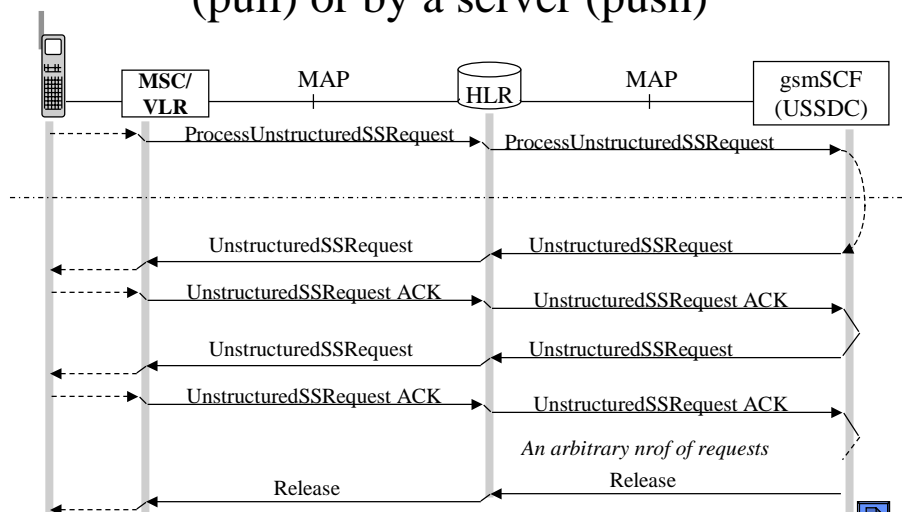 (pull) or by a server (push)
MSC/
VLR
MAP
HLR
MAP
gsmSCF
(USSDC)
ProcessUnstructuredSSRequest
ProcessUnstructuredSSRequest
UnstructuredSSRequest
UnstructuredSSRequest
UnstructuredSSRequest ACK
UnstructuredSSRequest ACK
UnstructuredSSRequest
UnstructuredSSRequest
UnstructuredSSRequest ACK
UnstructuredSSRequest ACK
An arbitrary nrof of requests
Release
Release